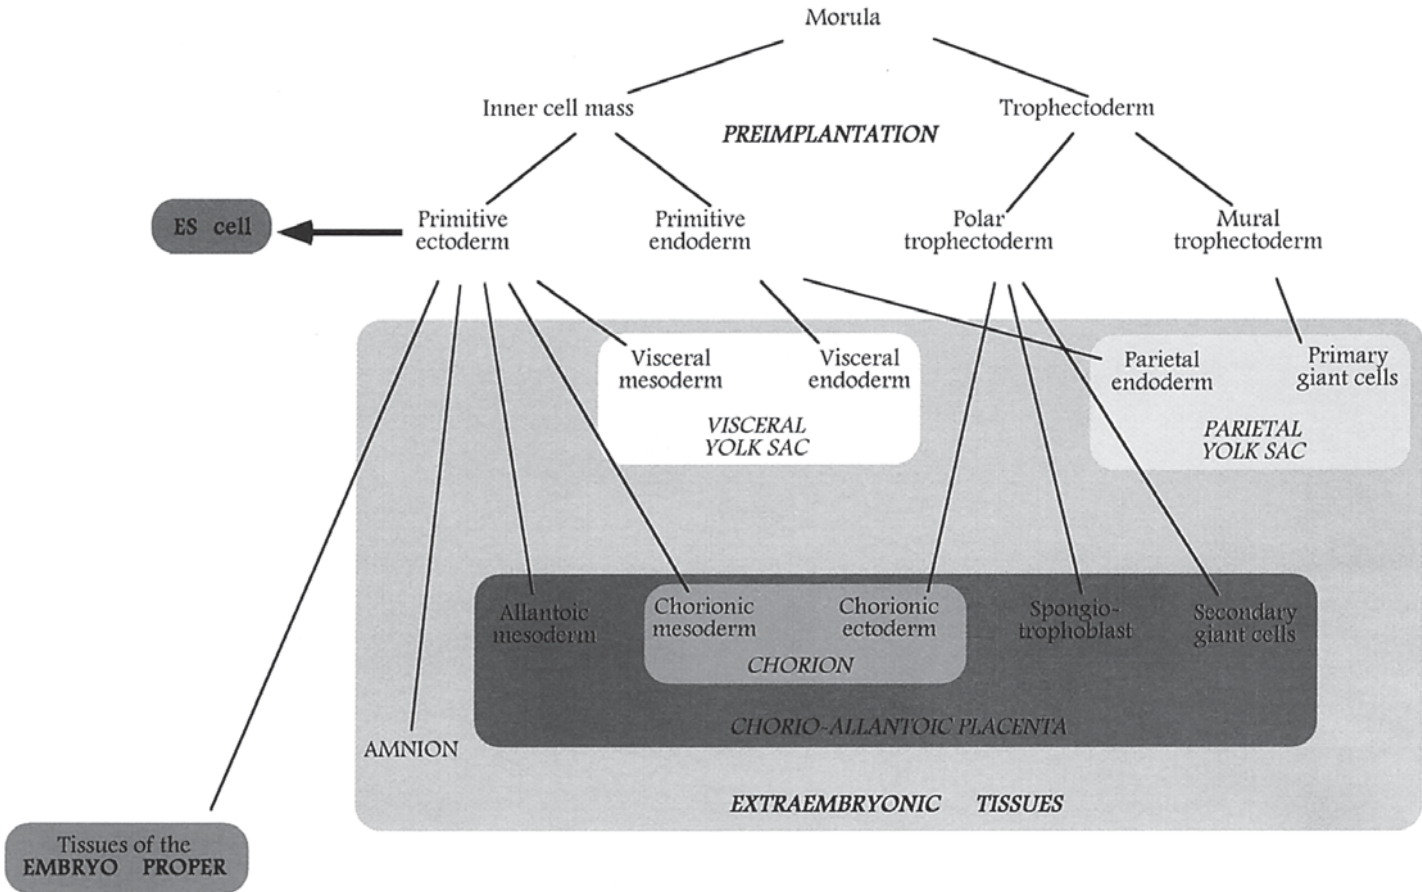 Morula
Inner cell mass
Trophectoderm
PREIMPLANTATION
ES cell
Primitive
ectoderm
Primitive
endoderm
Polar
trophectoderm
Mural
trophectoderm
Visceral
mesoderm
Visceral
endoderm
VISCERAL
YOLK SAC
Parietal
endoderm
Primary
giant cells
PARIETAL
YOLK SAC
Allantoic
mesoderm
Chorionic
mesoderm
Chorionic
ectoderm
CHORION
Spongio-
trophoblast
Secondary
giant cells
CHORIO-ALLANTOIC PLACENTA
AMNION
EXTRAEMBRYONIC TISSUES
Tissues of the
EMBRYO PROPER